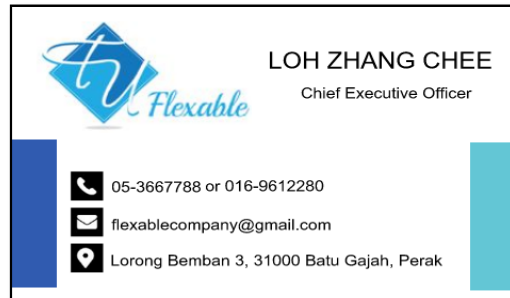 TU
Flexable
LOH ZHANG CHEE
Chief Executive Officer
05-3667788 or 016-9612280
flexablecompany@gmail.com
Lorong Bemban 3, 31000 Batu Gajah, Perak